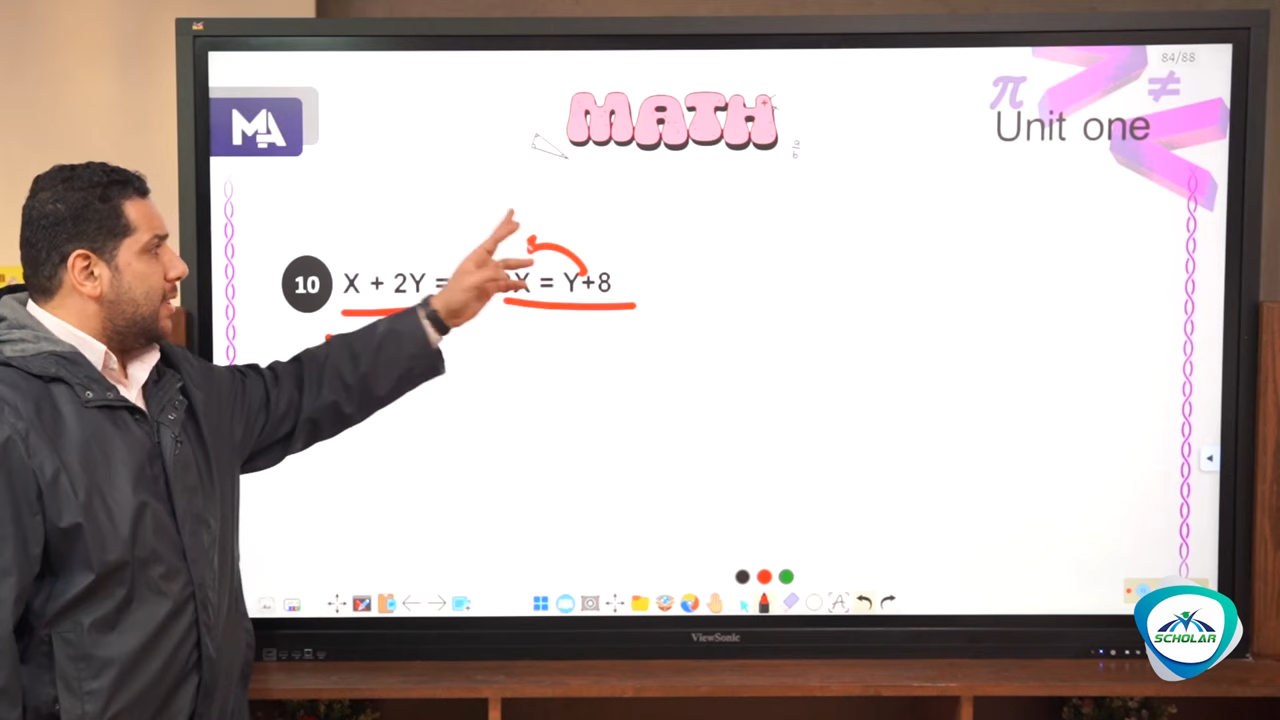 84/88
MA
MATH
π ≠
Unit one
10 X + 2Y = X = Y+8
ViewSonic
SCHOLAR